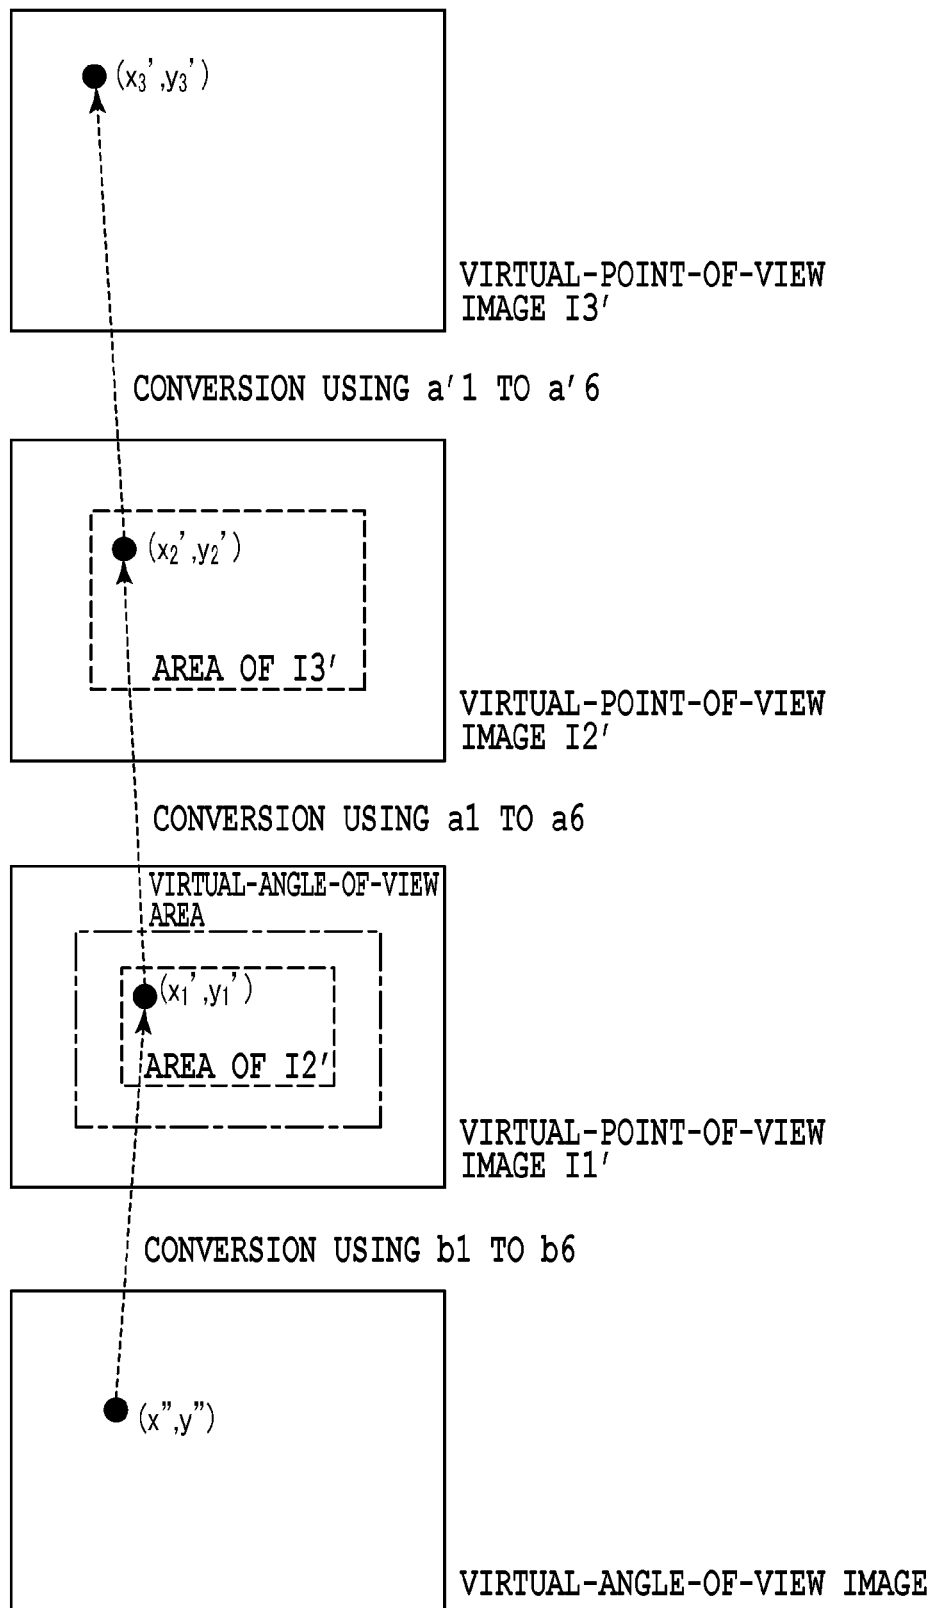 (x3',y3')
VIRTUAL-POINT-OF-VIEW
IMAGE I3'
CONVERSION USING a'1 TO a'6
(x2',y2')
AREA OF I3'
VIRTUAL-POINT-OF-VIEW
IMAGE I2'
CONVERSION USING a1 TO a6
VIRTUAL-ANGLE-OF-VIEW
AREA
(x1',y1')
AREA OF I2'
VIRTUAL-POINT-OF-VIEW
IMAGE I1'
CONVERSION USING b1 TO b6
(x",y")
VIRTUAL-ANGLE-OF-VIEW IMAGE